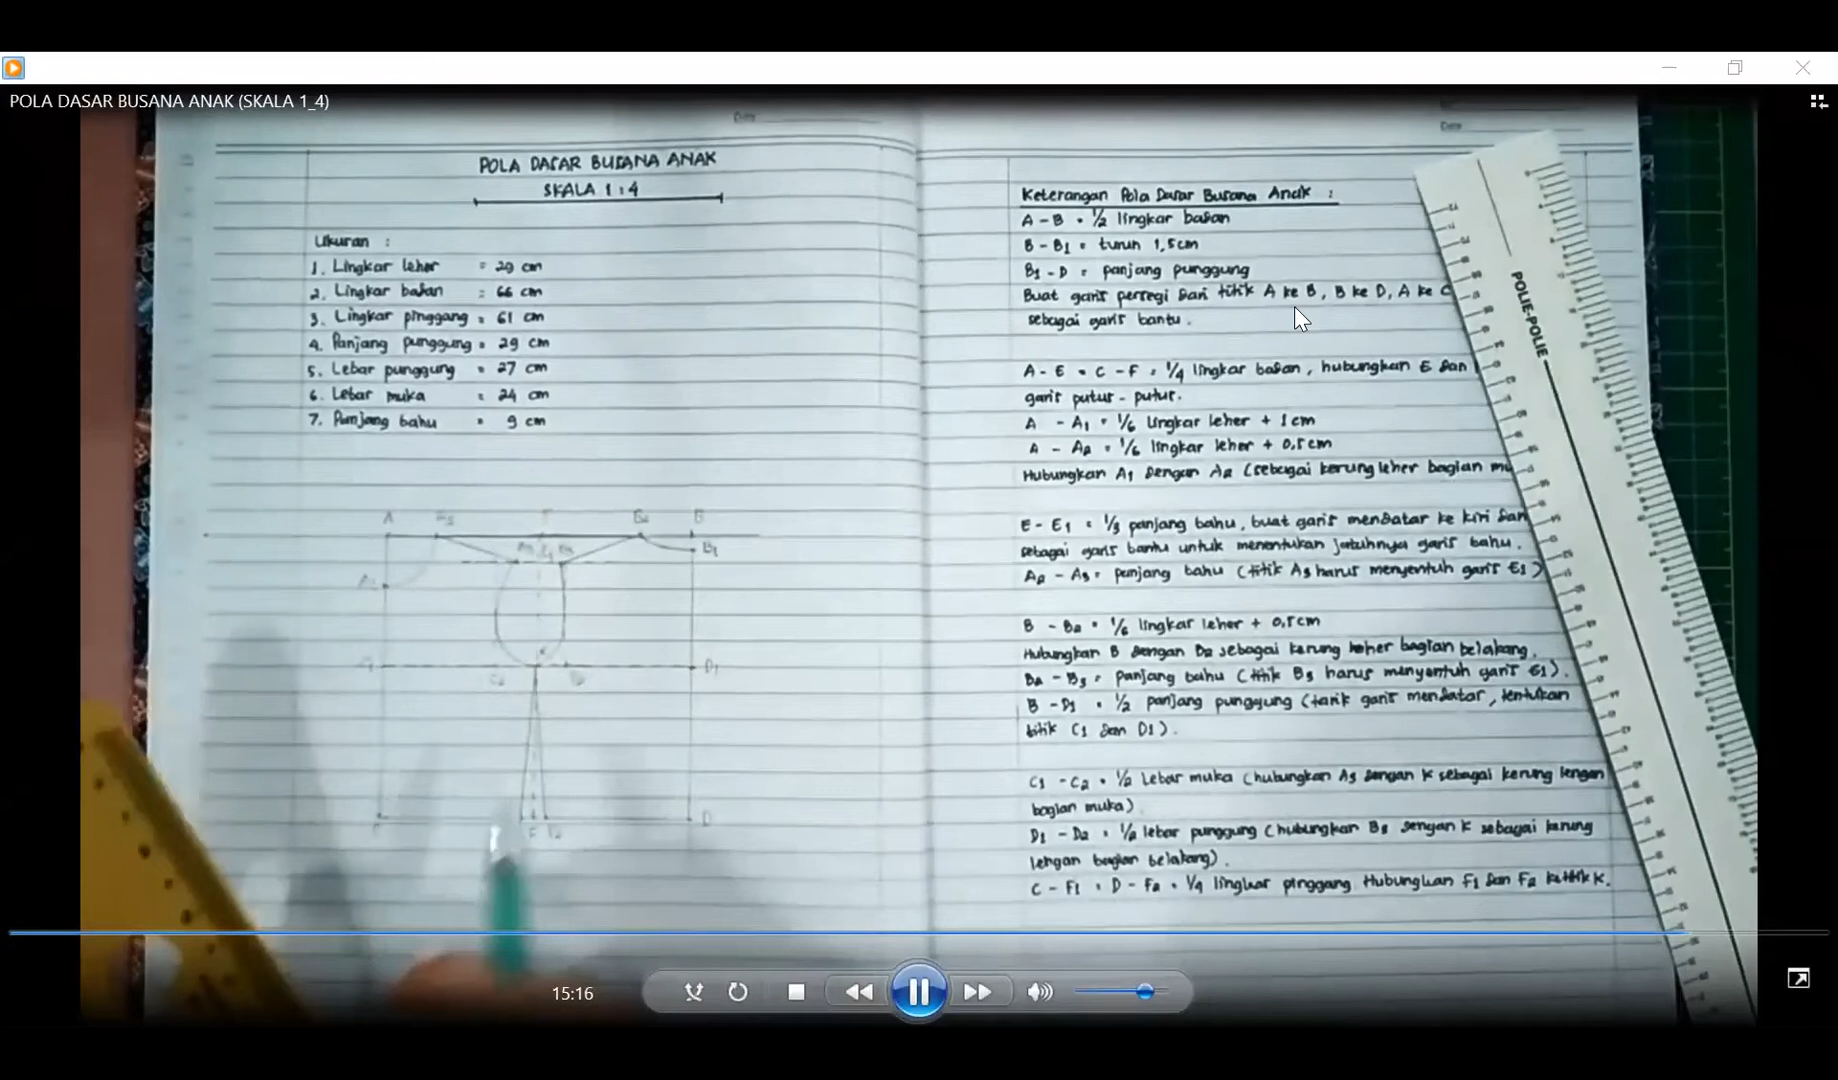 POLA DASAR BUSANA ANAK (SKALA 1_4)
Date
POLA DASAR BUSANA ANAK
SKALA 1:4
Ukuran :
1. Lingkar leher = 29 cm
2. Lingkar badan = 66 cm
3. Lingkar pinggang = 61 cm
4. Panjang punggung = 29 cm
5. Lebar punggung = 27 cm
6. Lebar muka = 24 cm
7. Panjang bahu = 9 cm
A B2 B
B1
A1
D1
C2
D
F
Date
Keterangan Pola Dasar Busana Anak :
A - B = 1/2 lingkar badan
B - B1 = turun 1,5cm
B1 - D = panjang punggung
Buat garis persegi dari titik A ke B, B ke D, A ke C
sebagai garis bantu.
A - E = C - F = 1/4 lingkar badan, hubungkan E dan
garis putus - putus.
A - A1 = 1/6 lingkar leher + 1 cm
A - A2 = 1/6 lingkar leher + 0,5 cm
Hubungkan A1 dengan A2 (sebagai kerung leher bagian mu
E - E1 = 1/3 panjang bahu, buat garis mendatar ke kiri dan
sebagai garis bantu untuk menentukan jatuhnya garis bahu.
A2 - A3 = panjang bahu (titik A3 harus menyentuh garis E1)
B - B2 = 1/6 lingkar leher + 0,5cm
Hubungkan B dengan B2 sebagai kerung leher bagian belakang.
B2 - B3 = panjang bahu (titik B3 harus menyentuh garis E1).
B - D1 = 1/2 panjang punggung (tarik garis mendatar, tentukan
titik C1 dan D1).
C1 - C2 = 1/2 Lebar muka (hubungkan A3 dengan K sebagai kerung lengan
bagian muka)
D1 - D2 = 1/2 lebar punggung (hubungkan B3 dengan K sebagai kerung
lengan bagian belakang).
C - F1 = D - F2 = 1/4 lingkar pinggang Hubungkan F1 dan F2 ke titik K.
POLIE-POLIE
15:16